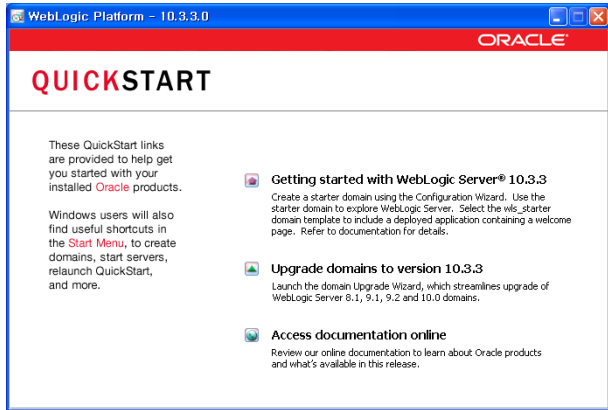 WebLogic Platform - 10.3.3.0
ORACLE
QUICKSTART
These QuickStart links
are provided to help get
you started with your
installed Oracle products.
Windows users will also
find useful shortcuts in
the Start Menu, to create
domains, start servers,
relaunch QuickStart,
and more.
Getting started with WebLogic Server® 10.3.3
Create a starter domain using the Configuration Wizard. Use the
starter domain to explore WebLogic Server. Select the wls_starter
domain template to include a deployed application containing a welcome
page. Refer to documentation for details.
Upgrade domains to version 10.3.3
Launch the domain Upgrade Wizard, which streamlines upgrade of
WebLogic Server 8.1, 9.1, 9.2 and 10.0 domains.
Access documentation online
Review our online documentation to learn about Oracle products
and what's available in this release.